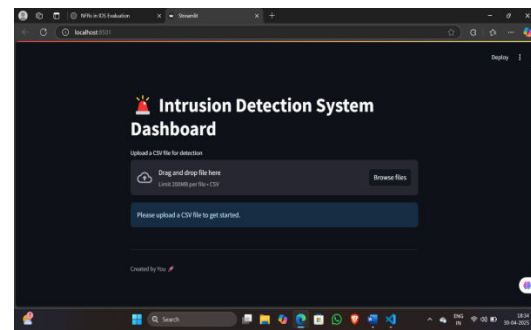 NFRs in IDS Evaluation
Streamlit
localhost:8501
Deploy
Intrusion Detection System
Dashboard
Upload a CSV file for detection
Drag and drop file here
Limit 200MB per file • CSV
Browse files
Please upload a CSV file to get started.
Created by You
Search
ENG
IN
30-04-2025